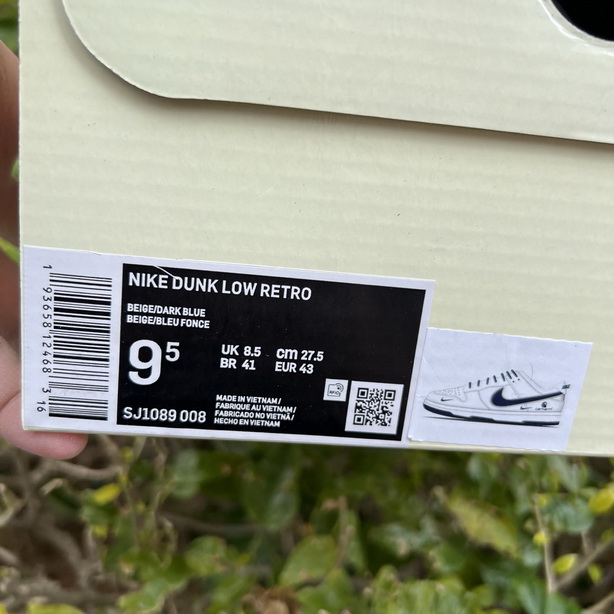 NIKE DUNK LOW RETRO
BEIGE/DARK BLUE
BEIGE/BLEU FONCE
9⁵
UK 8.5 cm 27.5
BR 41 EUR 43
SJ1089 008
MADE IN VIETNAM/
FABRIQUE AU VIETNAM/
FABRICADO NO VIETNÃ/
HECHO EN VIETNAM
1 93658 12468 3 16